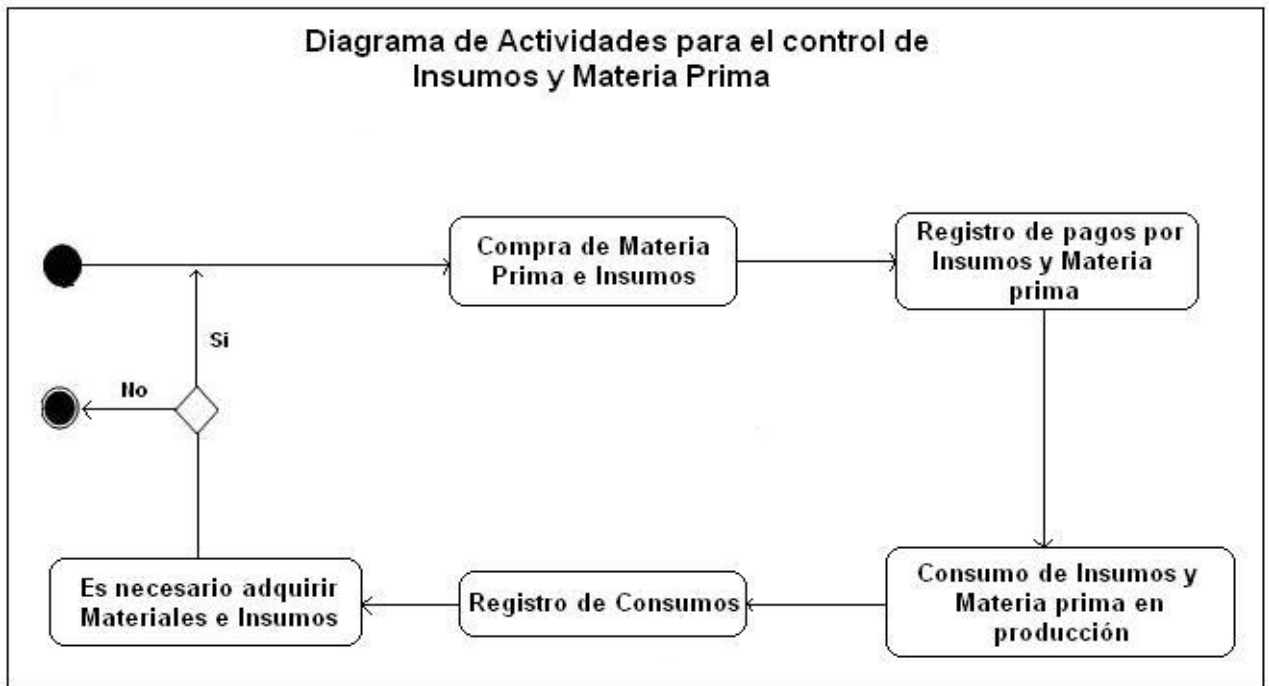 Diagrama de Actividades para el control de
Insumos y Materia Prima
Compra de Materia
Prima e Insumos
Registro de pagos por
Insumos y Materia
prima
Si
No
Es necesario adquirir
Materiales e Insumos
Registro de Consumos
Consumo de Insumos y
Materia prima en
producción